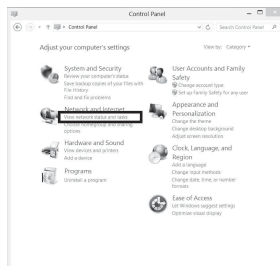 Control Panel
Control Panel
Search Control Panel
Adjust your computer's settings
View by: Category
System and Security
Review your computer's status
Save backup copies of your files with
File History
Find and fix problems
Network and Internet
View network status and tasks
Choose homegroup and sharing
options
Hardware and Sound
View devices and printers
Add a device
Programs
Uninstall a program
User Accounts and Family
Safety
Change account type
Set up Family Safety for any user
Appearance and
Personalization
Change the theme
Change desktop background
Adjust screen resolution
Clock, Language, and
Region
Add a language
Change input methods
Change date, time, or number
formats
Ease of Access
Let Windows suggest settings
Optimize visual display